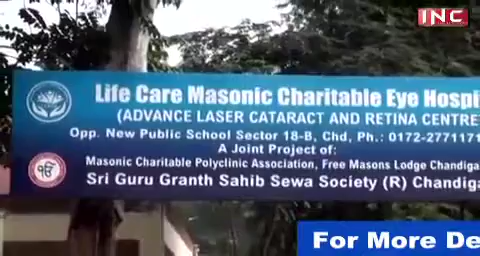 INC
Life Care Masonic Charitable Eye Hospi
(ADVANCE LASER CATARACT AND RETINA CENTRE
Opp. New Public School Sector 18-B, Chd, Ph.: 0172-2771171
A Joint Project of:
Masonic Charitable Polyclinic Association, Free Masons Lodge Chandiga
Sri Guru Granth Sahib Sewa Society (R) Chandiga
ੴ
For More De